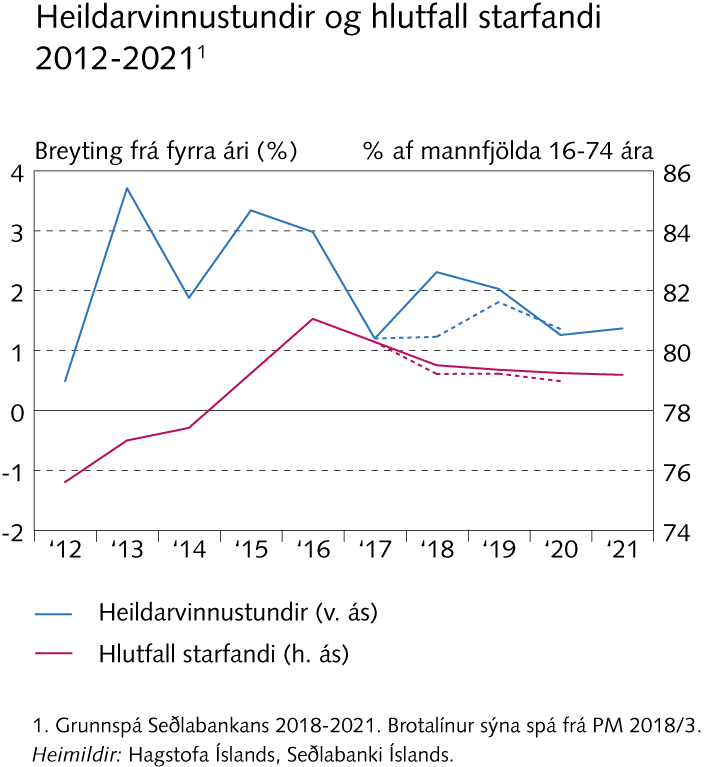 Heildarvinnustundir og hlutfall starfandi
2012-2021¹
Breyting frá fyrra ári (%)
% af mannfjölda 16-74 ára
4
3
2
1
0
-1
-2
86
84
82
80
78
76
74
‘12 ‘13 ‘14 ‘15 ‘16 ‘17 ‘18 ‘19 ‘20 ‘21
Heildarvinnustundir (v. ás)
Hlutfall starfandi (h. ás)
1. Grunnspá Seðlabankans 2018-2021. Brotalínur sýna spá frá PM 2018/3.
Heimildir: Hagstofa Íslands, Seðlabanki Íslands.